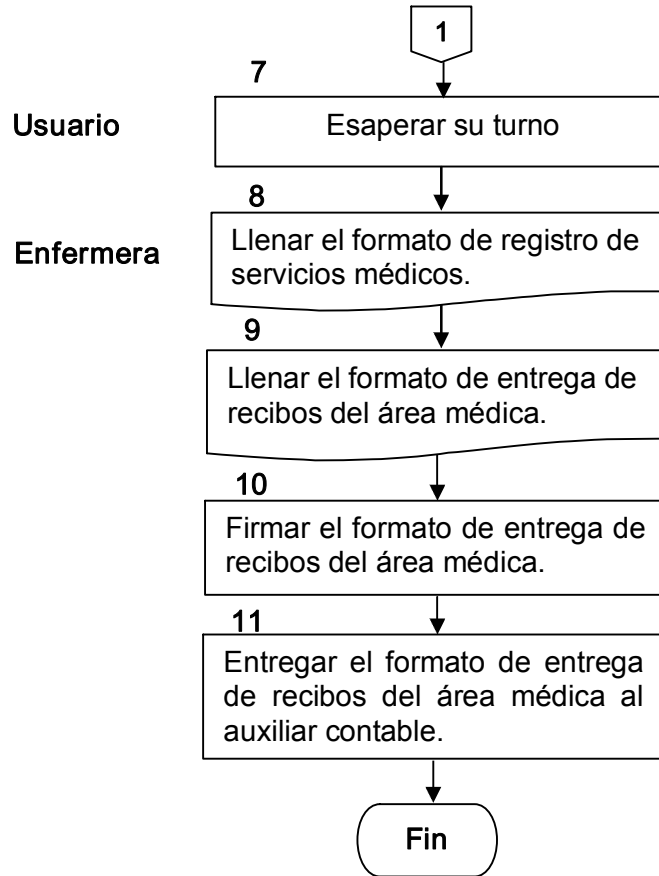 1
7
Usuario
Esaperar su turno
8
Enfermera
Llenar el formato de registro de
servicios médicos.
9
Llenar el formato de entrega de
recibos del área médica.
10
Firmar el formato de entrega de
recibos del área médica.
11
Entregar el formato de entrega
de recibos del área médica al
auxiliar contable.
Fin